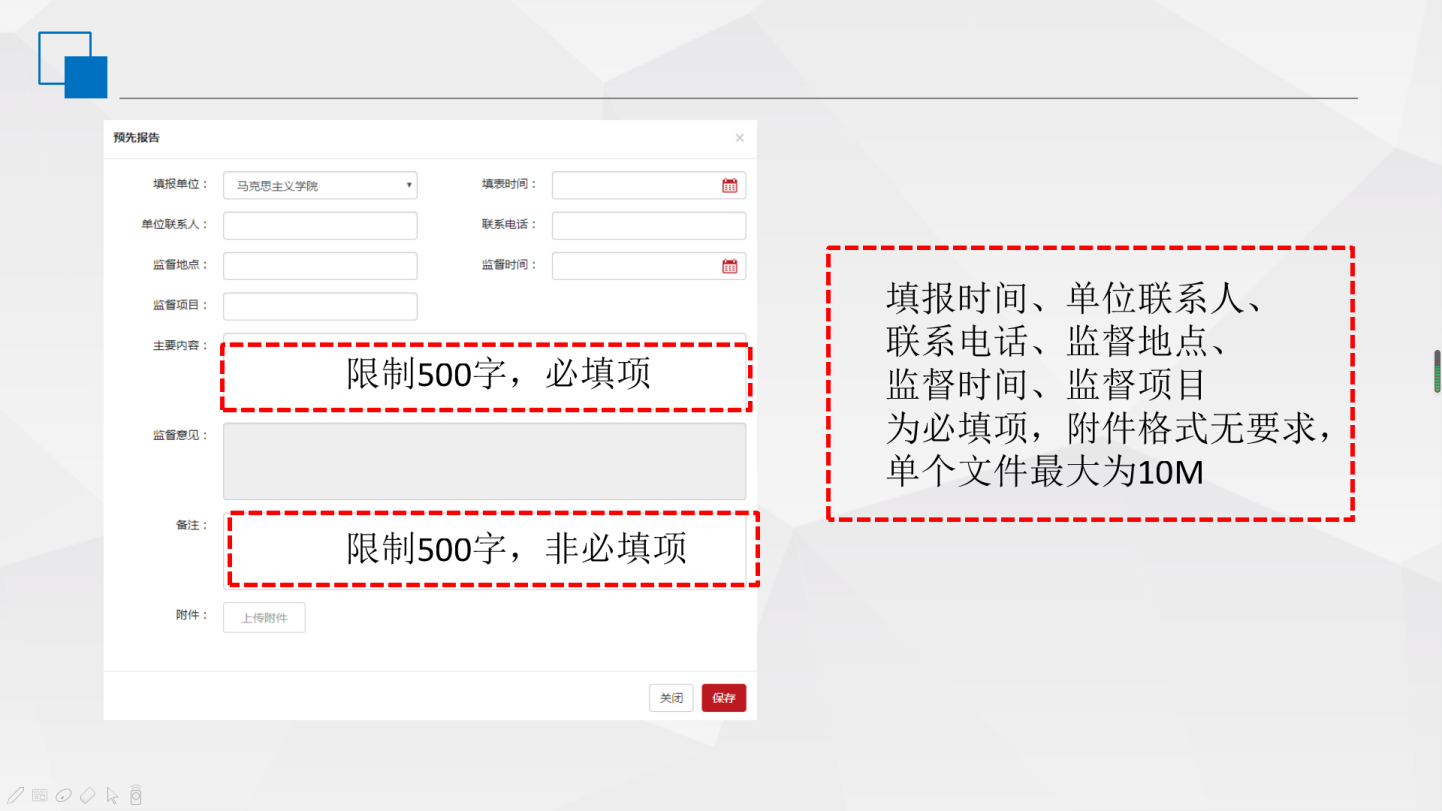 预先报告
×
填报单位：
马克思主义学院
填表时间：
单位联系人：
联系电话：
监督地点：
监督时间：
监督项目：
主要内容：
限制500字，必填项
监督意见：
备注：
限制500字，非必填项
附件：
上传附件
关闭
保存
填报时间、单位联系人、
联系电话、监督地点、
监督时间、监督项目
为必填项，附件格式无要求，
单个文件最大为10M